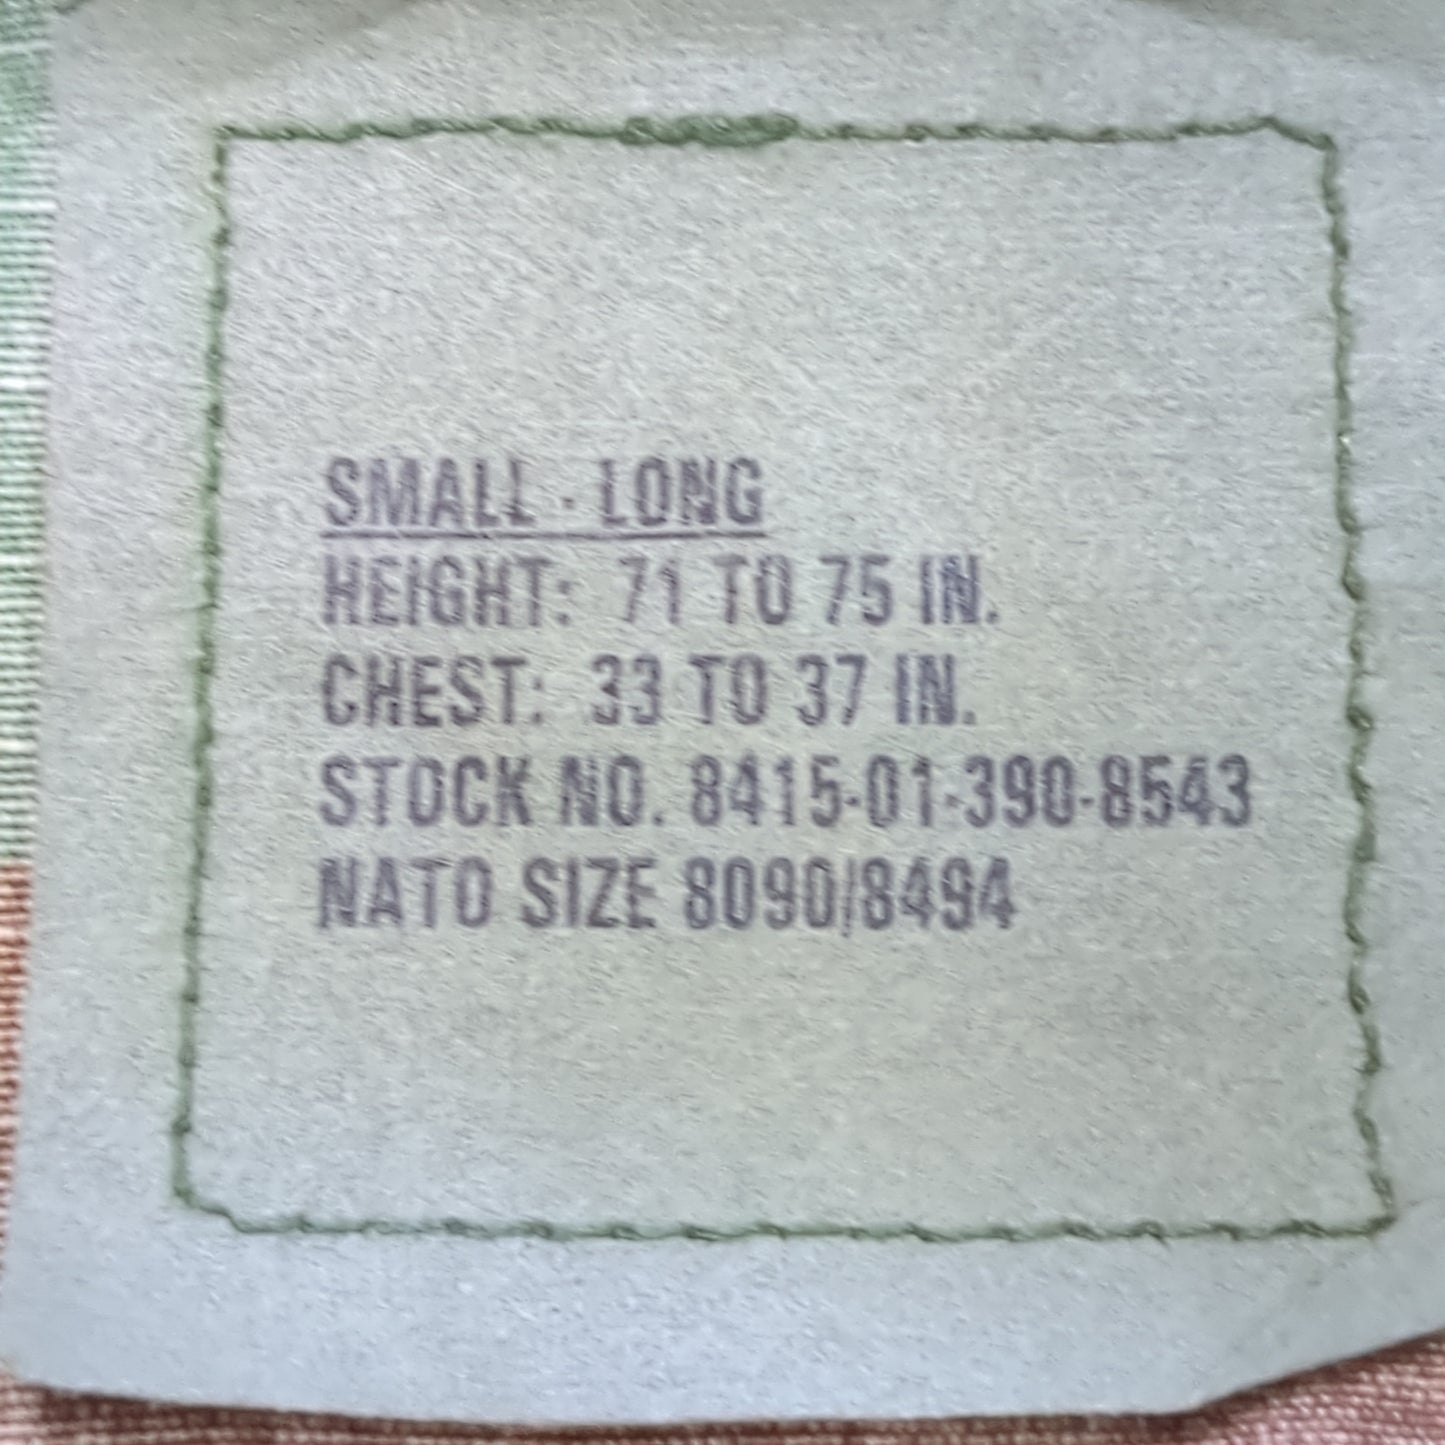 SMALL - LONG
HEIGHT: 71 TO 75 IN.
CHEST: 33 TO 37 IN.
STOCK NO. 8415-01-390-8543
NATO SIZE 8090/8494